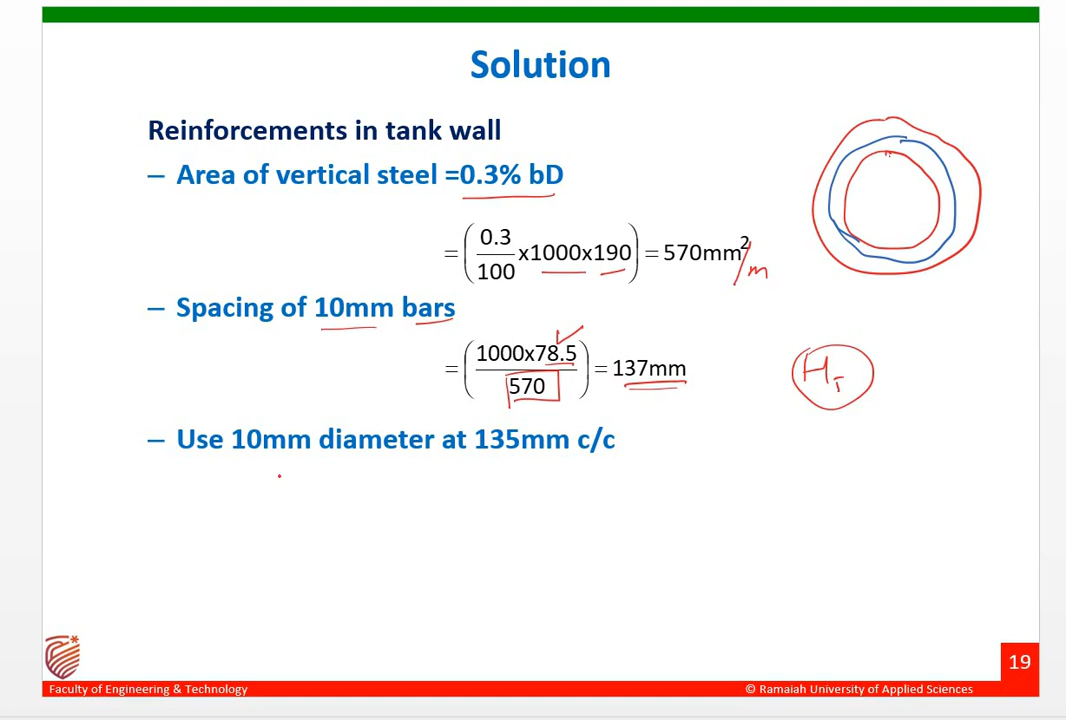 Solution
Reinforcements in tank wall
– Area of vertical steel =0.3% bD
= (0.3/100 x1000x190) = 570mm²/m
– Spacing of 10mm bars
= (1000x78.5/570) = 137mm
H_T
– Use 10mm diameter at 135mm c/c
19
Faculty of Engineering & Technology
© Ramaiah University of Applied Sciences